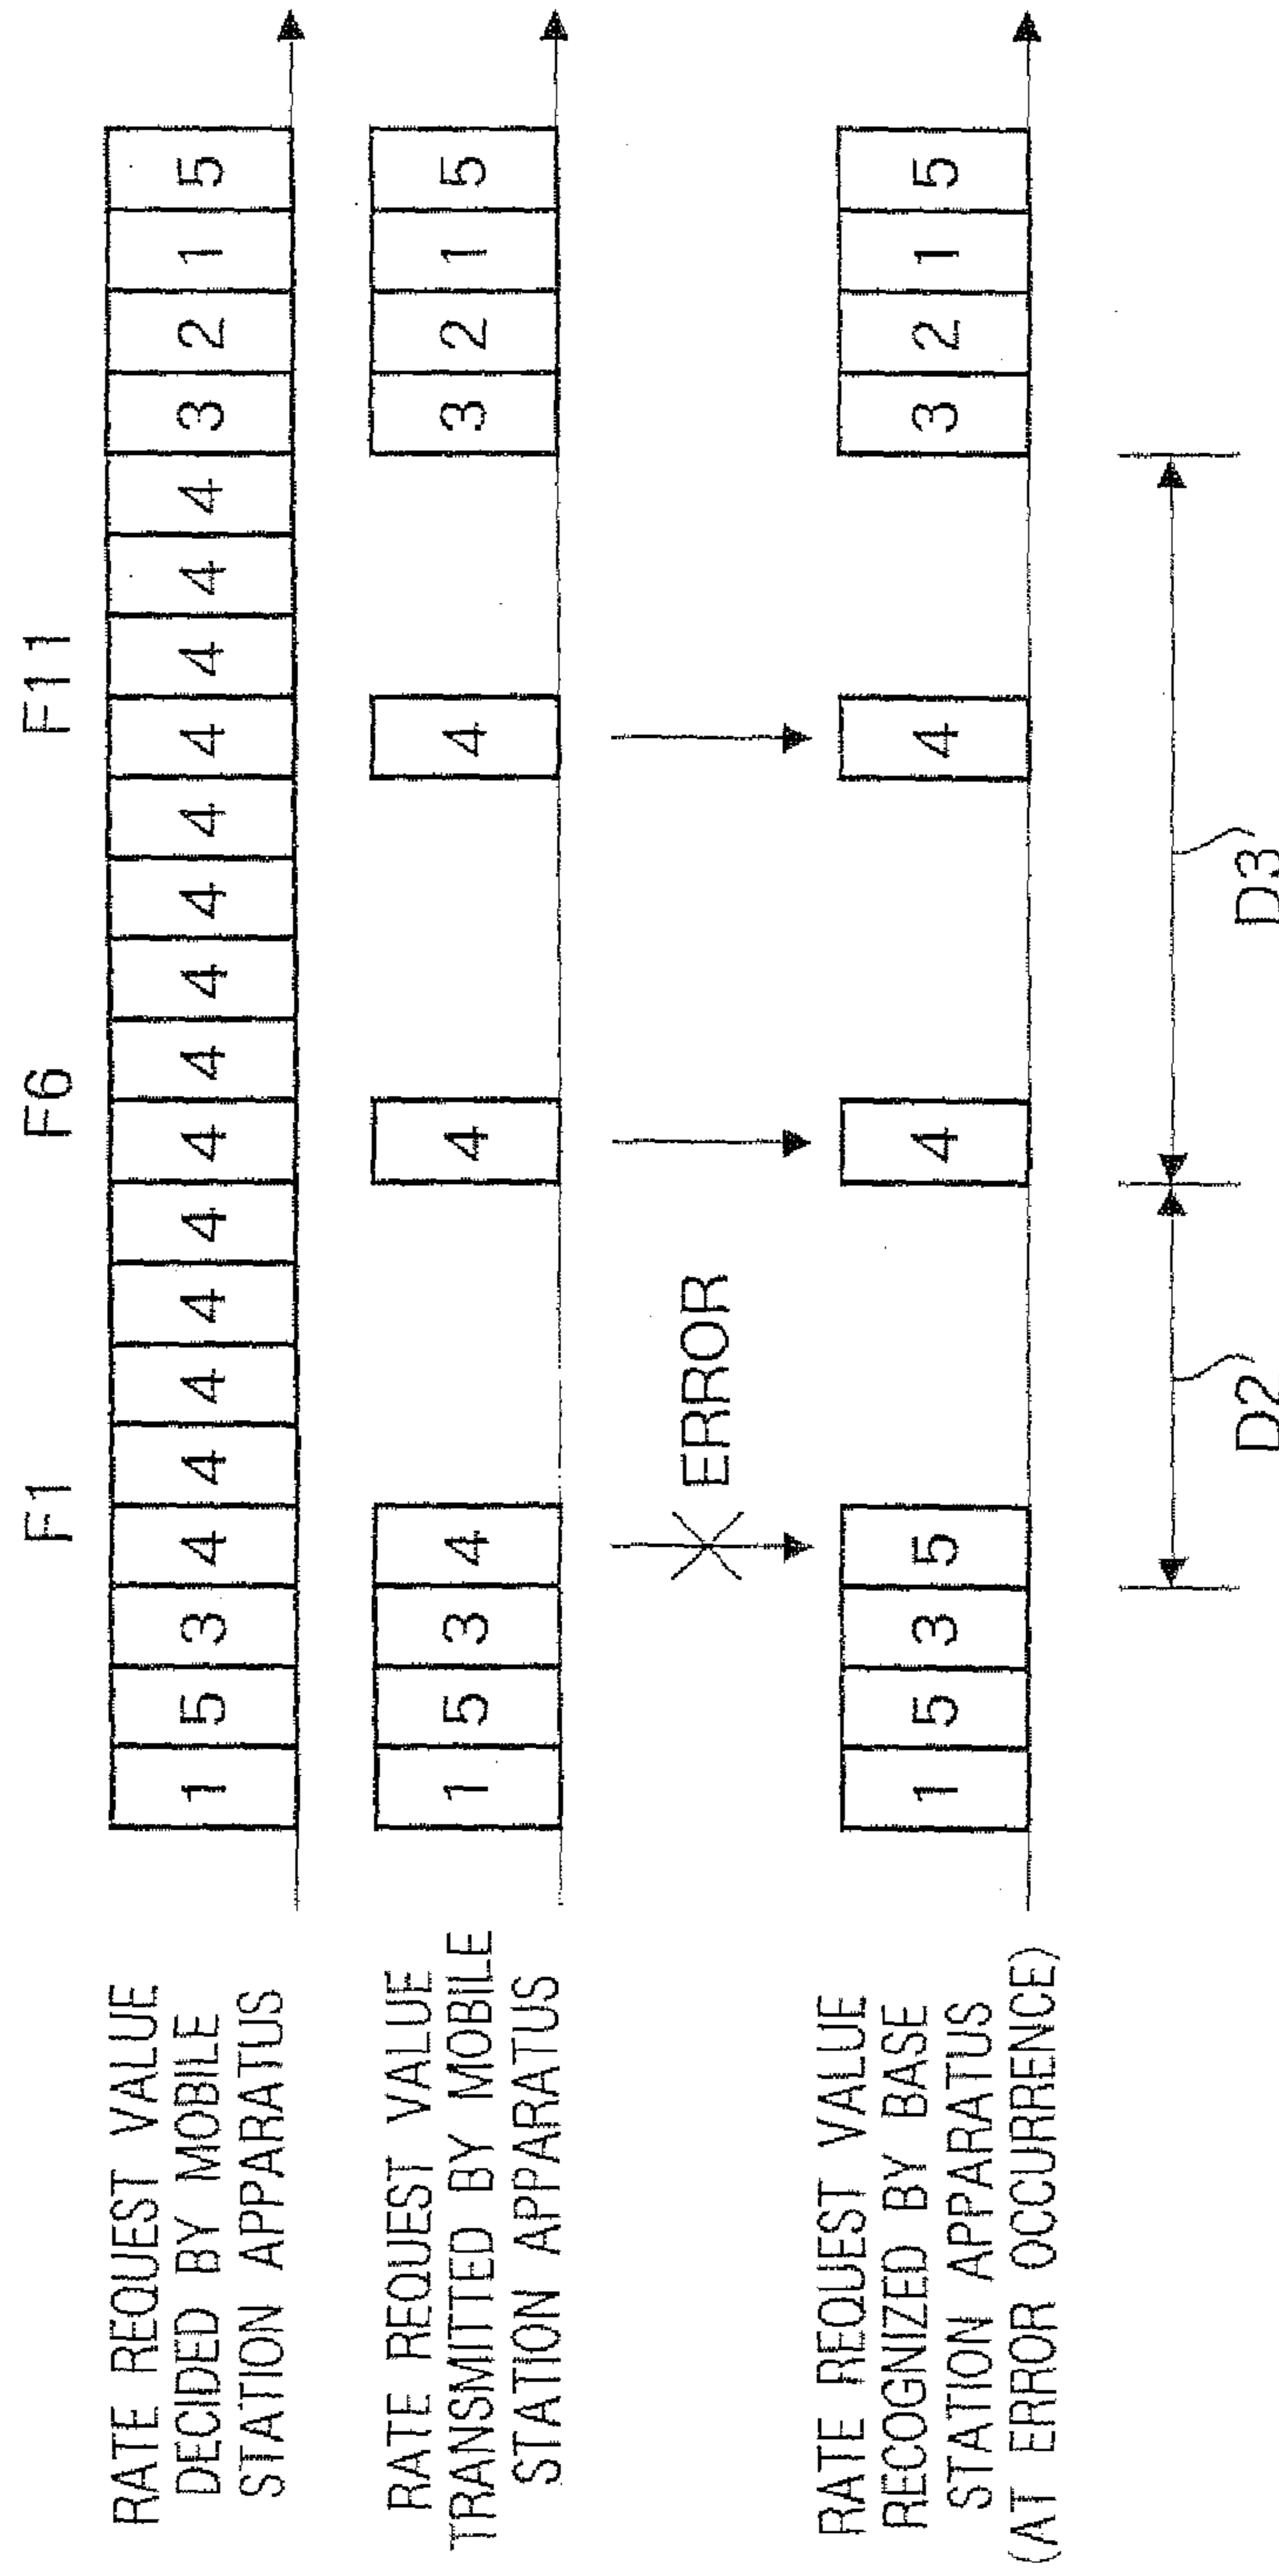 F1 F6 F11
RATE REQUEST VALUE
DECIDED BY MOBILE
STATION APPARATUS
1 5 3 4 4 4 4 4 4 4 4 4 4 4 4 4 4 3 2 1 5
RATE REQUEST VALUE
TRANSMITTED BY MOBILE
STATION APPARATUS
1 5 3 4 4 4 3 2 1 5
ERROR
RATE REQUEST VALUE
RECOGNIZED BY BASE
STATION APPARATUS
(AT ERROR OCCURRENCE)
1 5 3 5 4 4 3 2 1 5
D2 D3